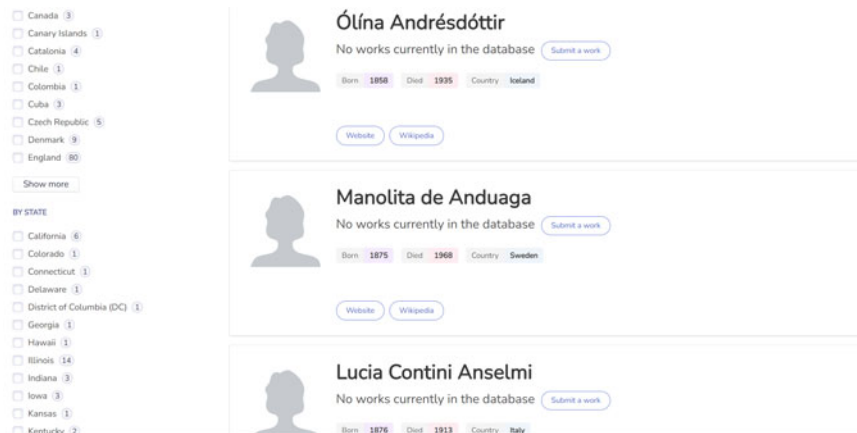 Canada 3
Canary Islands 1
Catalonia 4
Chile 1
Colombia 1
Cuba 3
Czech Republic 5
Denmark 9
England 80
Show more
BY STATE
California 6
Colorado 1
Connecticut 1
Delaware 1
District of Columbia (DC) 1
Georgia 1
Hawaii 1
Illinois 14
Indiana 3
Iowa 3
Kansas 1
Kentucky 2
Ólína Andrésdóttir
No works currently in the database Submit a work
Born 1858 Died 1935 Country Iceland
Website Wikipedia
Manolita de Anduaga
No works currently in the database Submit a work
Born 1875 Died 1968 Country Sweden
Website Wikipedia
Lucia Contini Anselmi
No works currently in the database Submit a work
Born 1876 Died 1913 Country Italy